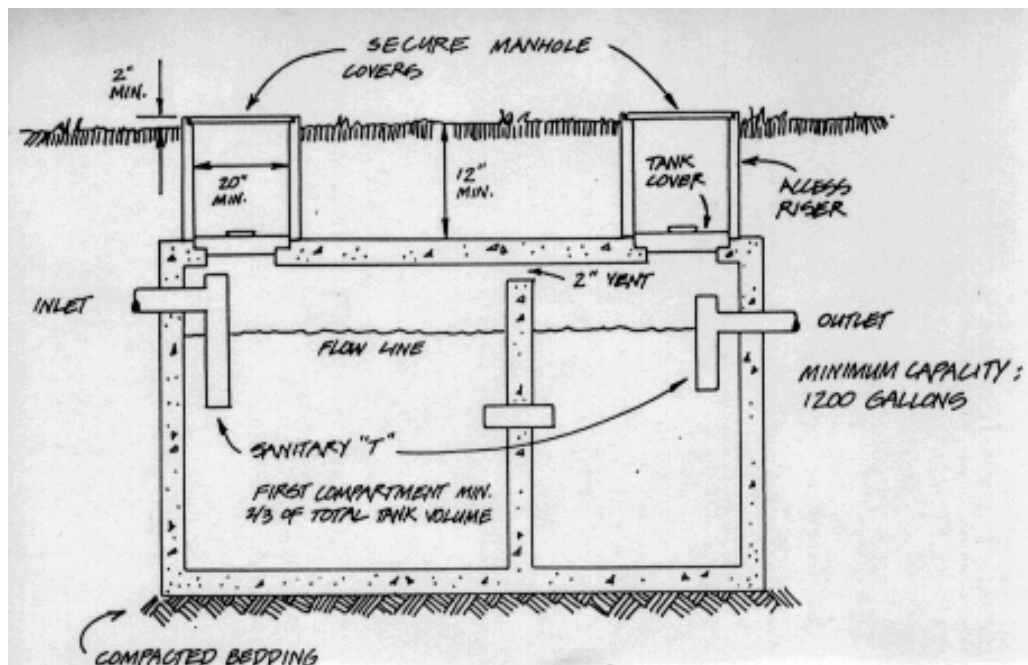 SECURE MANHOLE
COVERS
2"
MIN.
20"
MIN.
12"
MIN.
TANK
COVER
ACCESS
RISER
2" VENT
INLET
FLOW LINE
OUTLET
MINIMUM CAPACITY:
1200 GALLONS
SANITARY "T"
FIRST COMPARTMENT MIN.
2/3 OF TOTAL TANK VOLUME
COMPACTED BEDDING